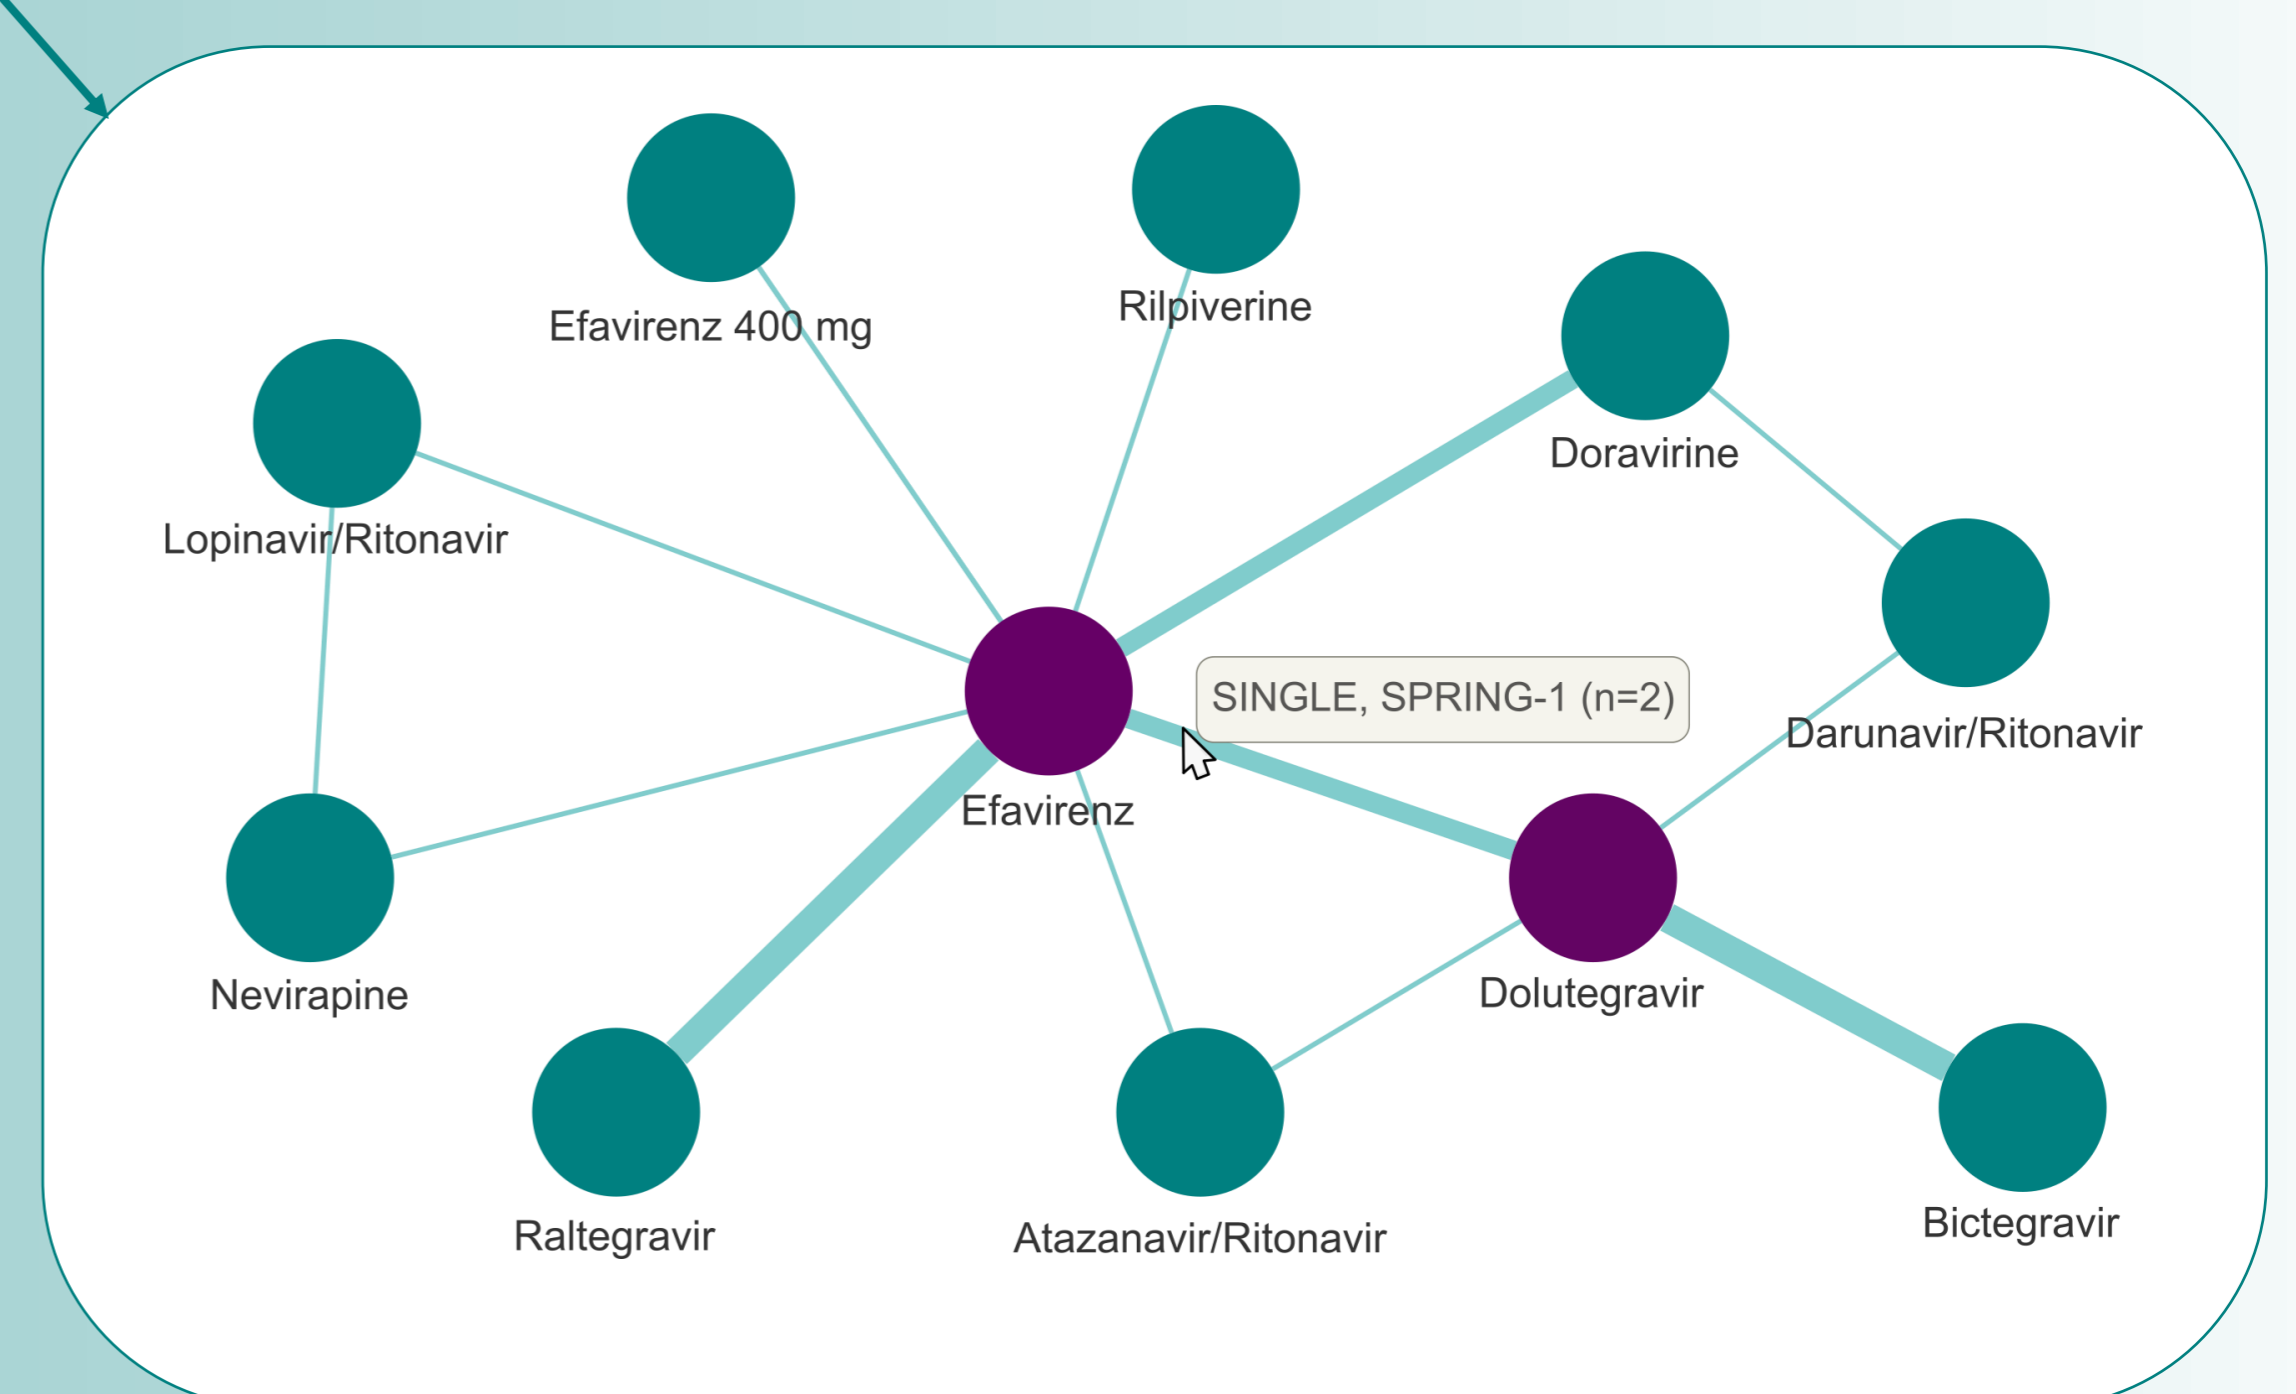 Efavirenz 400 mg
Rilpiverine
Doravirine
Lopinavir/Ritonavir
SINGLE, SPRING-1 (n=2)
Darunavir/Ritonavir
Efavirenz
Nevirapine
Dolutegravir
Raltegravir
Atazanavir/Ritonavir
Bictegravir